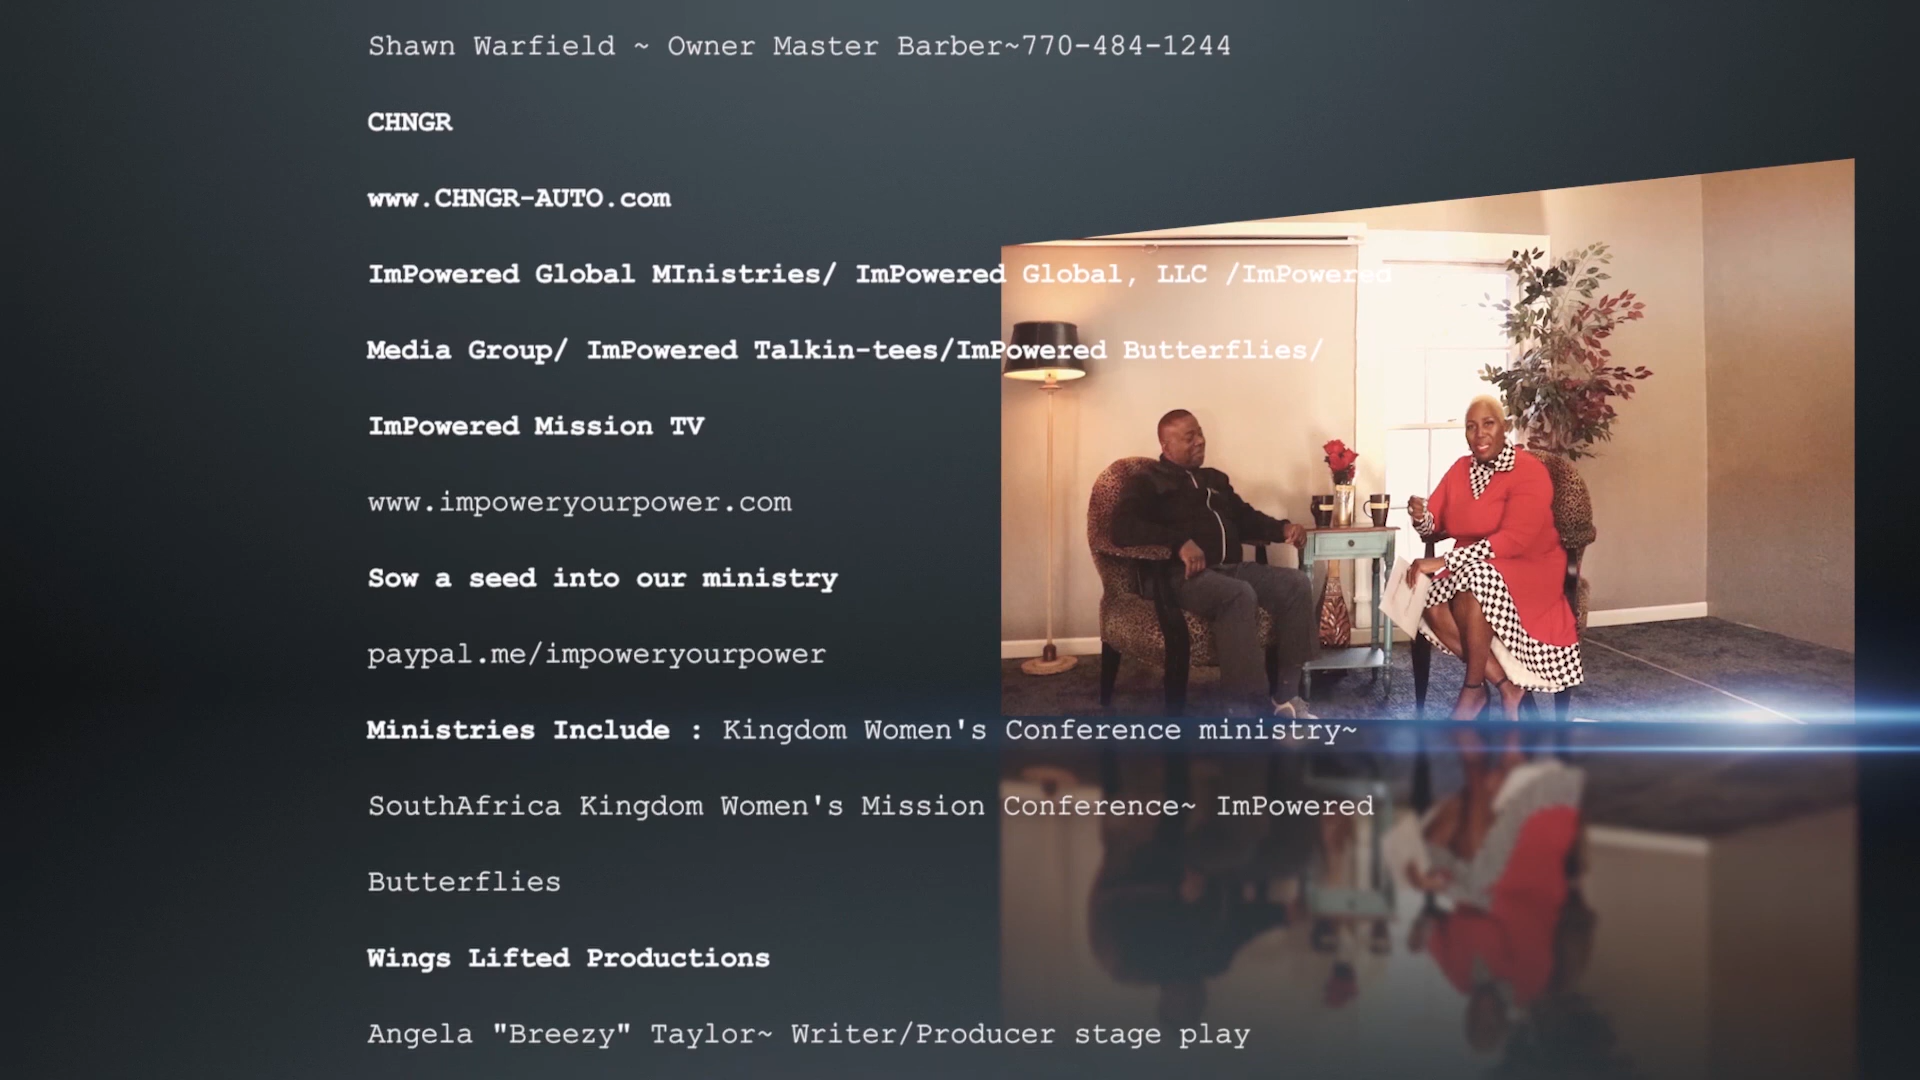 Shawn Warfield ~ Owner Master Barber~770-484-1244
CHNGR
www.CHNGR-AUTO.com
ImPowered Global MInistries/ ImPowered Global, LLC /ImPowered
Media Group/ ImPowered Talkin-tees/ImPowered Butterflies/
ImPowered Mission TV
www.impoweryourpower.com
Sow a seed into our ministry
paypal.me/impoweryourpower
Ministries Include : Kingdom Women's Conference ministry~
SouthAfrica Kingdom Women's Mission Conference~ ImPowered
Butterflies
Wings Lifted Productions
Angela "Breezy" Taylor~ Writer/Producer stage play